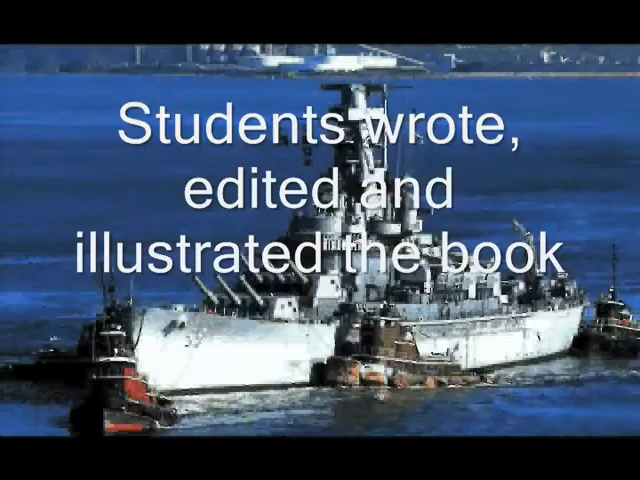 Students wrote,
edited and
illustrated the book